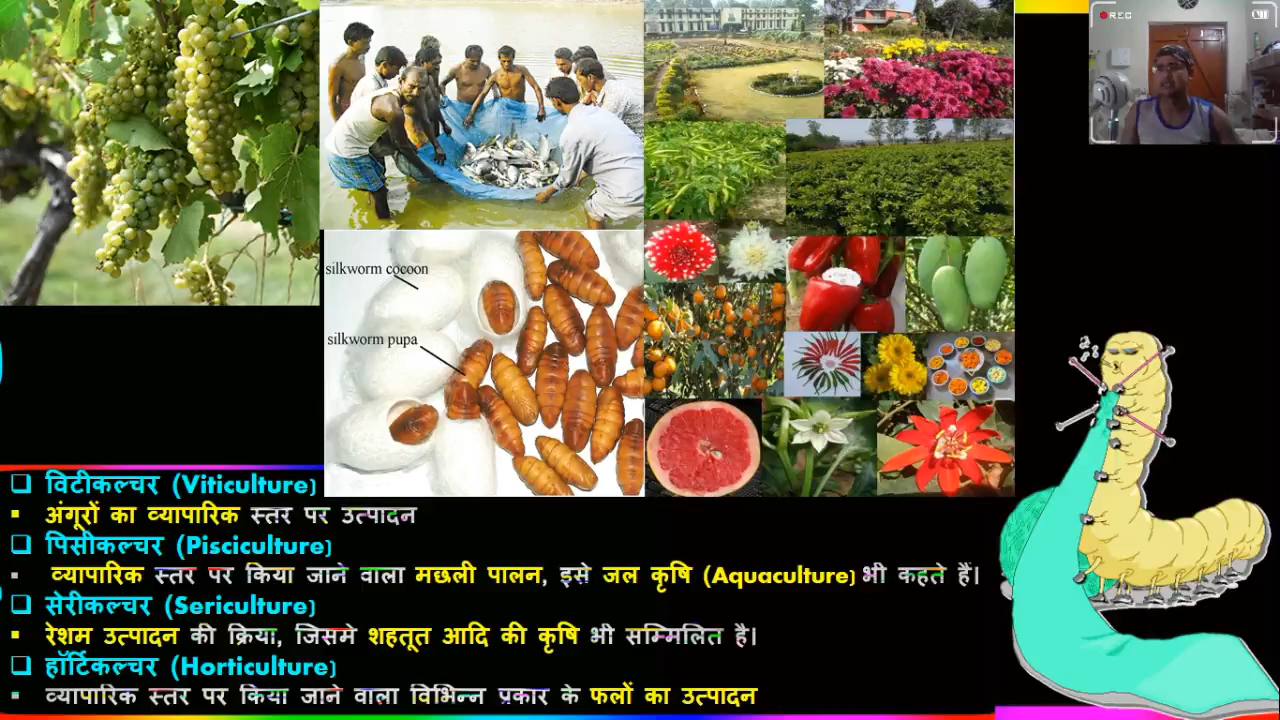 REC
silkworm cocoon
silkworm pupa
❑ विटीकल्चर (Viticulture)
▪ अंगूरों का व्यापारिक स्तर पर उत्पादन
❑ पिसीकल्चर (Pisciculture)
▪ व्यापारिक स्तर पर किया जाने वाला मछली पालन, इसे जल कृषि (Aquaculture) भी कहते हैं।
❑ सेरीकल्चर (Sericulture)
▪ रेशम उत्पादन की क्रिया, जिसमे शहतूत आदि की कृषि भी सम्मिलित है।
❑ हॉर्टिकल्चर (Horticulture)
▪ व्यापारिक स्तर पर किया जाने वाला विभिन्न प्रकार के फलों का उत्पादन